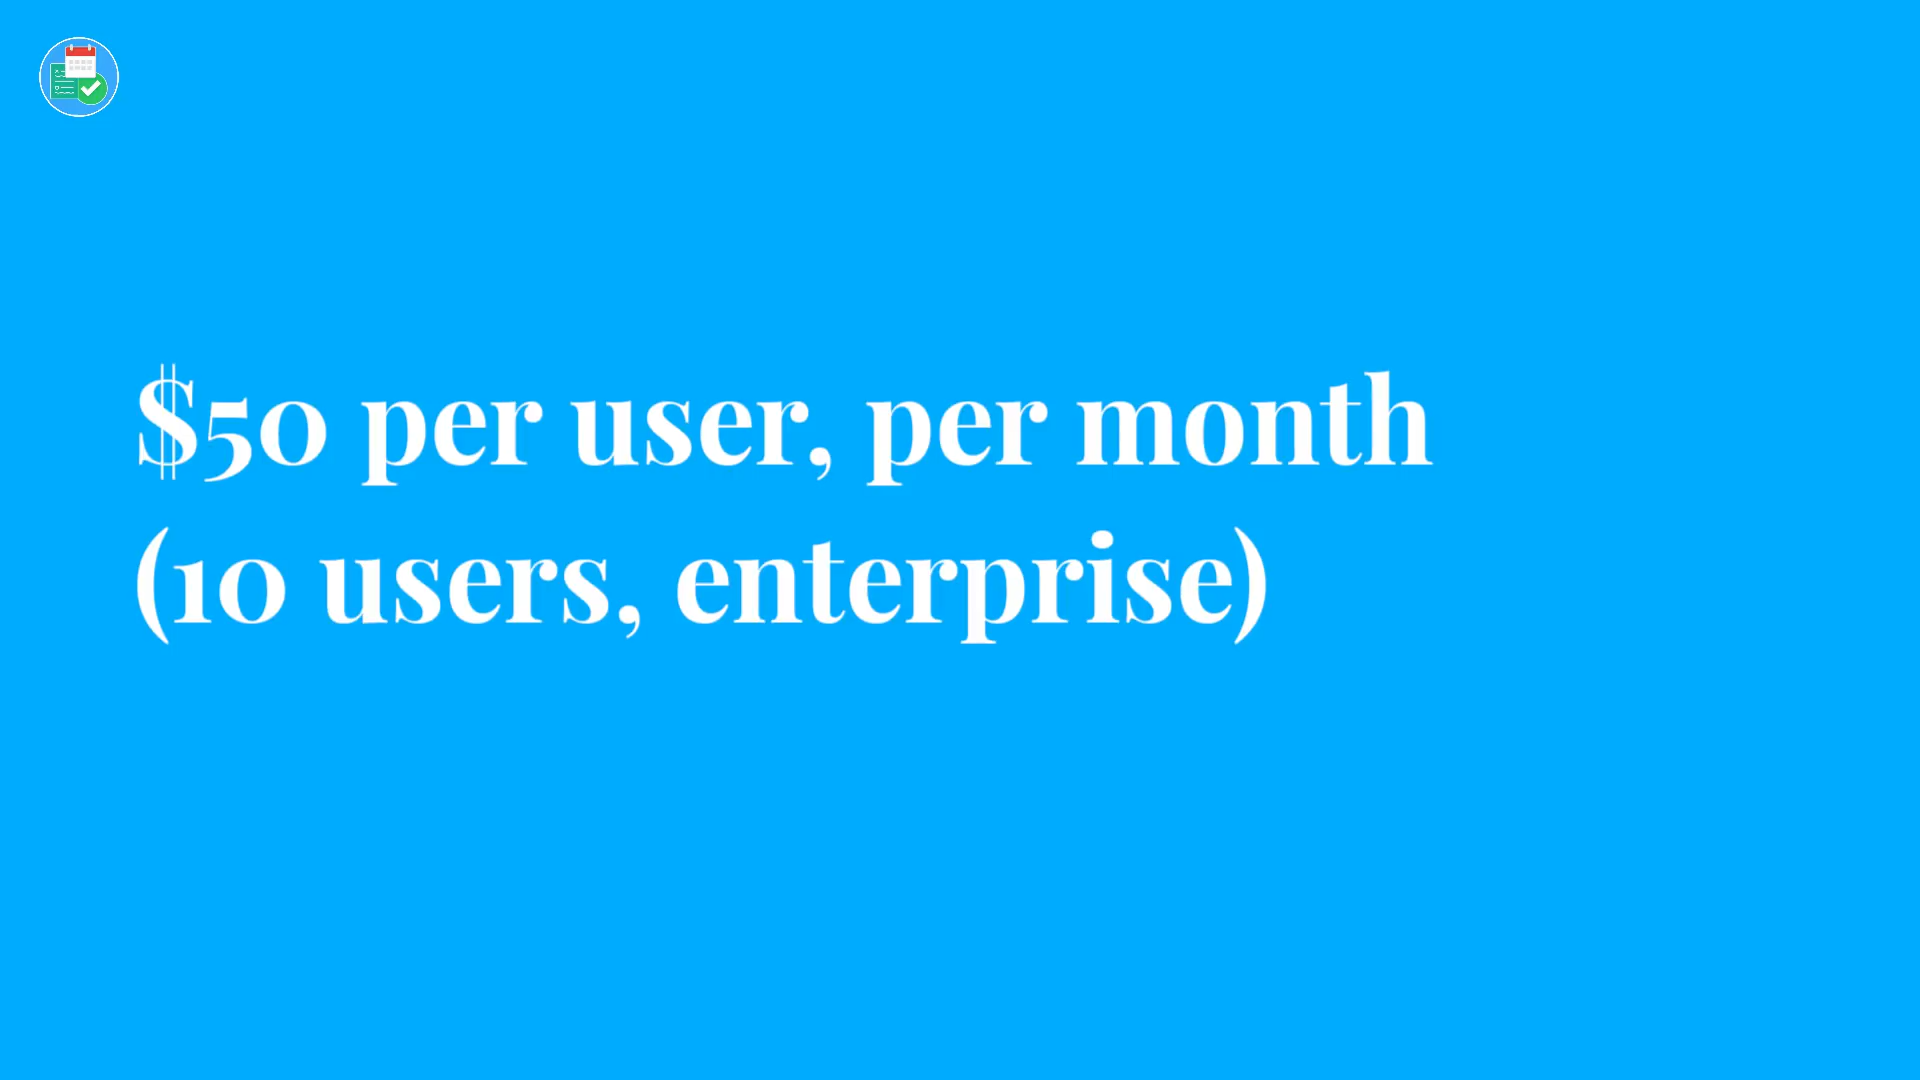 $50 per user, per month
(10 users, enterprise)